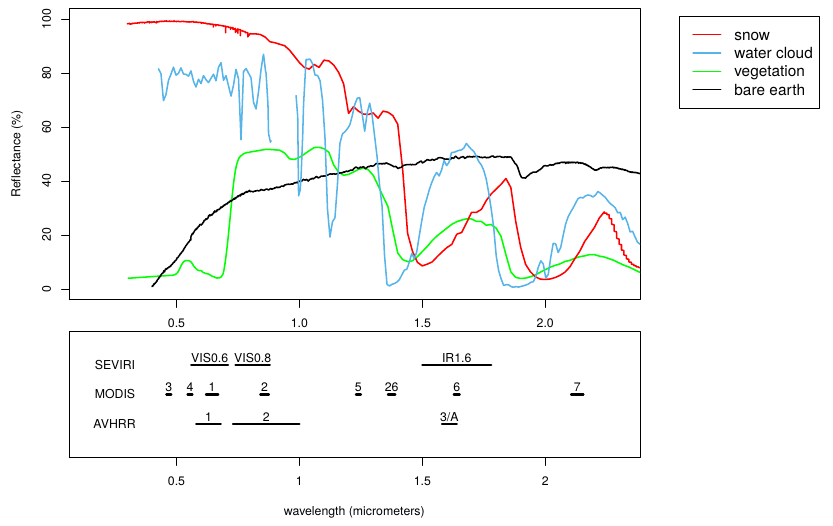 Reflectance (%)
100
80
60
40
20
0
0.5 1.0 1.5 2.0
snow
water cloud
vegetation
bare earth
SEVIRI VIS0.6 VIS0.8 IR1.6
MODIS 3 4 1 2 5 26 6 7
AVHRR 1 2 3/A
0.5 1 1.5 2
wavelength (micrometers)